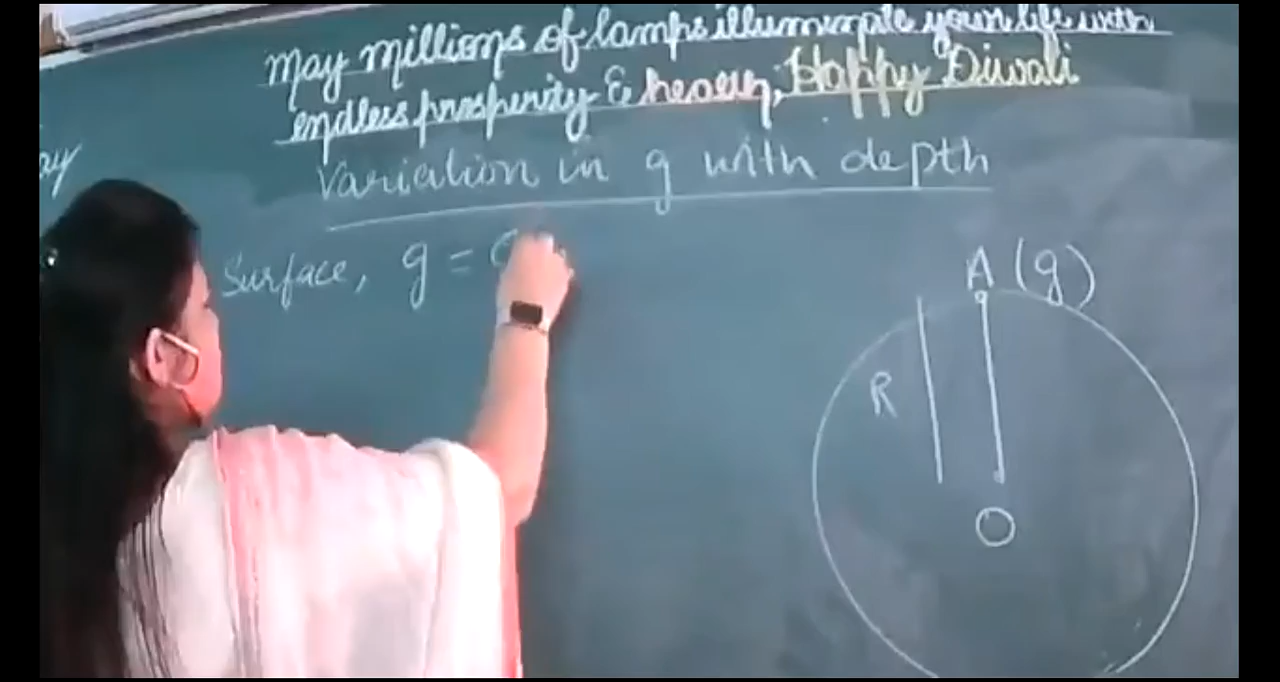 May millions of lamps illuminate your life with
endless prosperity & health, Happy Diwali
Variation in g with depth
Surface, g =
A (g)
R
O